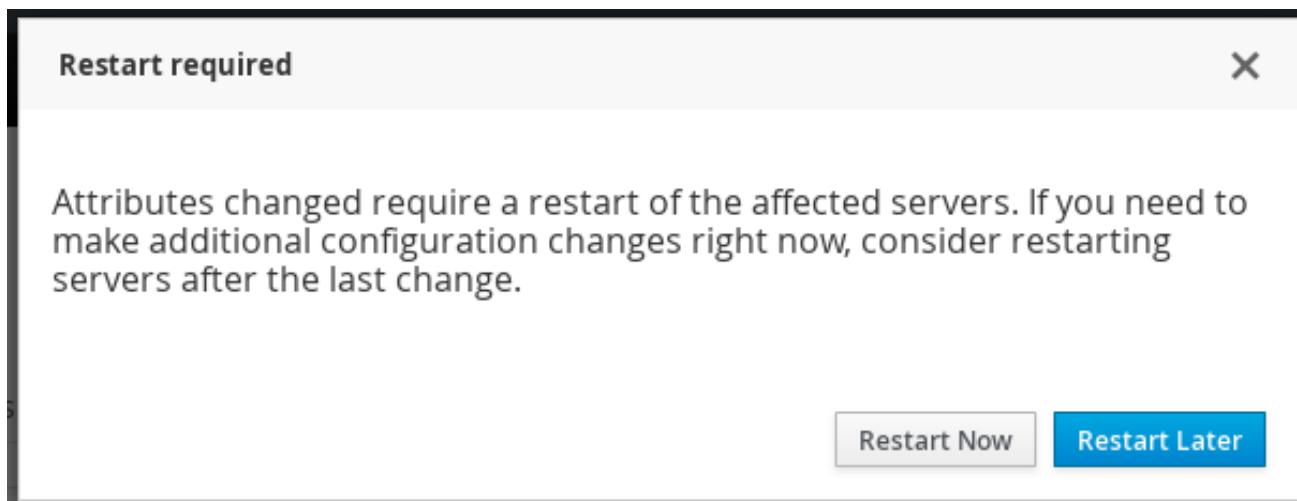 Restart required
Attributes changed require a restart of the affected servers. If you need to
make additional configuration changes right now, consider restarting
servers after the last change.
Restart Now
Restart Later